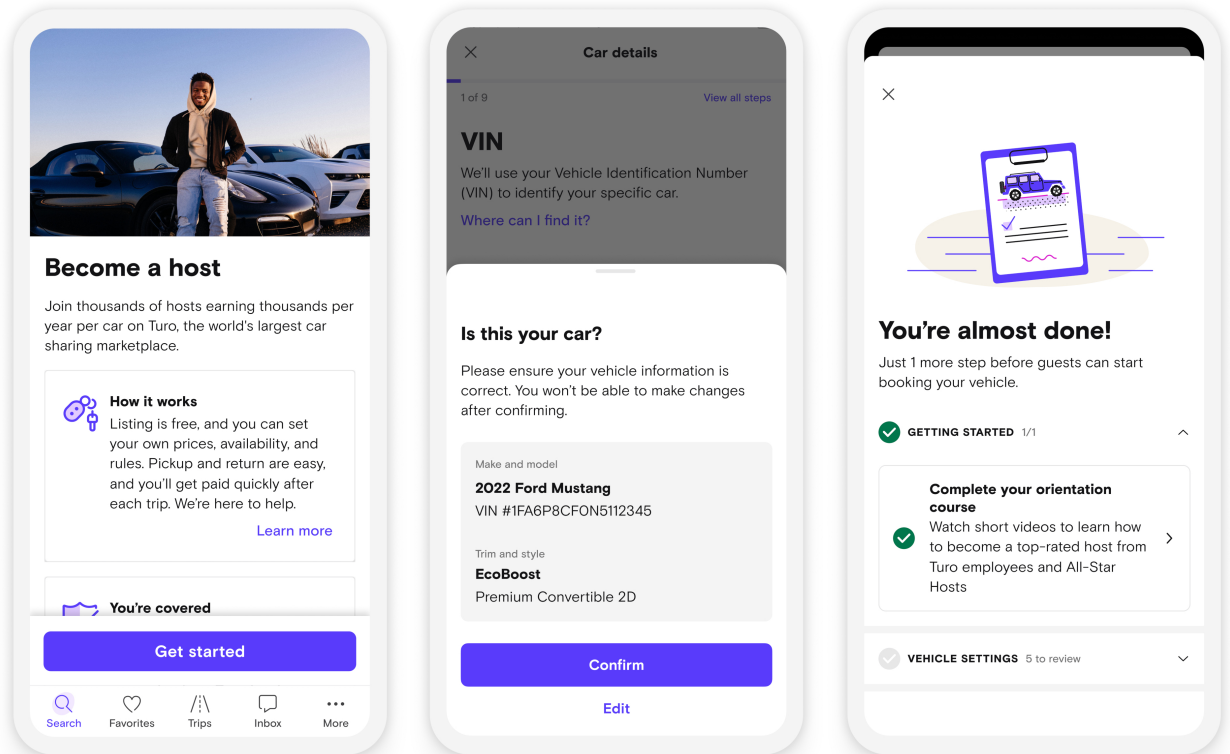 Become a host
Join thousands of hosts earning thousands per
year per car on Turo, the world's largest car
sharing marketplace.
How it works
Listing is free, and you can set
your own prices, availability, and
rules. Pickup and return are easy,
and you'll get paid quickly after
each trip. We're here to help.
Learn more
You're covered
Get started
Search
Favorites
Trips
Inbox
More
Car details
1 of 9
View all steps
VIN
We'll use your Vehicle Identification Number
(VIN) to identify your specific car.
Where can I find it?
Is this your car?
Please ensure your vehicle information is
correct. You won't be able to make changes
after confirming.
Make and model
2022 Ford Mustang
VIN #1FA6P8CF0N5112345
Trim and style
EcoBoost
Premium Convertible 2D
Confirm
Edit
You're almost done!
Just 1 more step before guests can start
booking your vehicle.
GETTING STARTED 1/1
Complete your orientation
course
Watch short videos to learn how
to become a top-rated host from
Turo employees and All-Star
Hosts
VEHICLE SETTINGS 5 to review